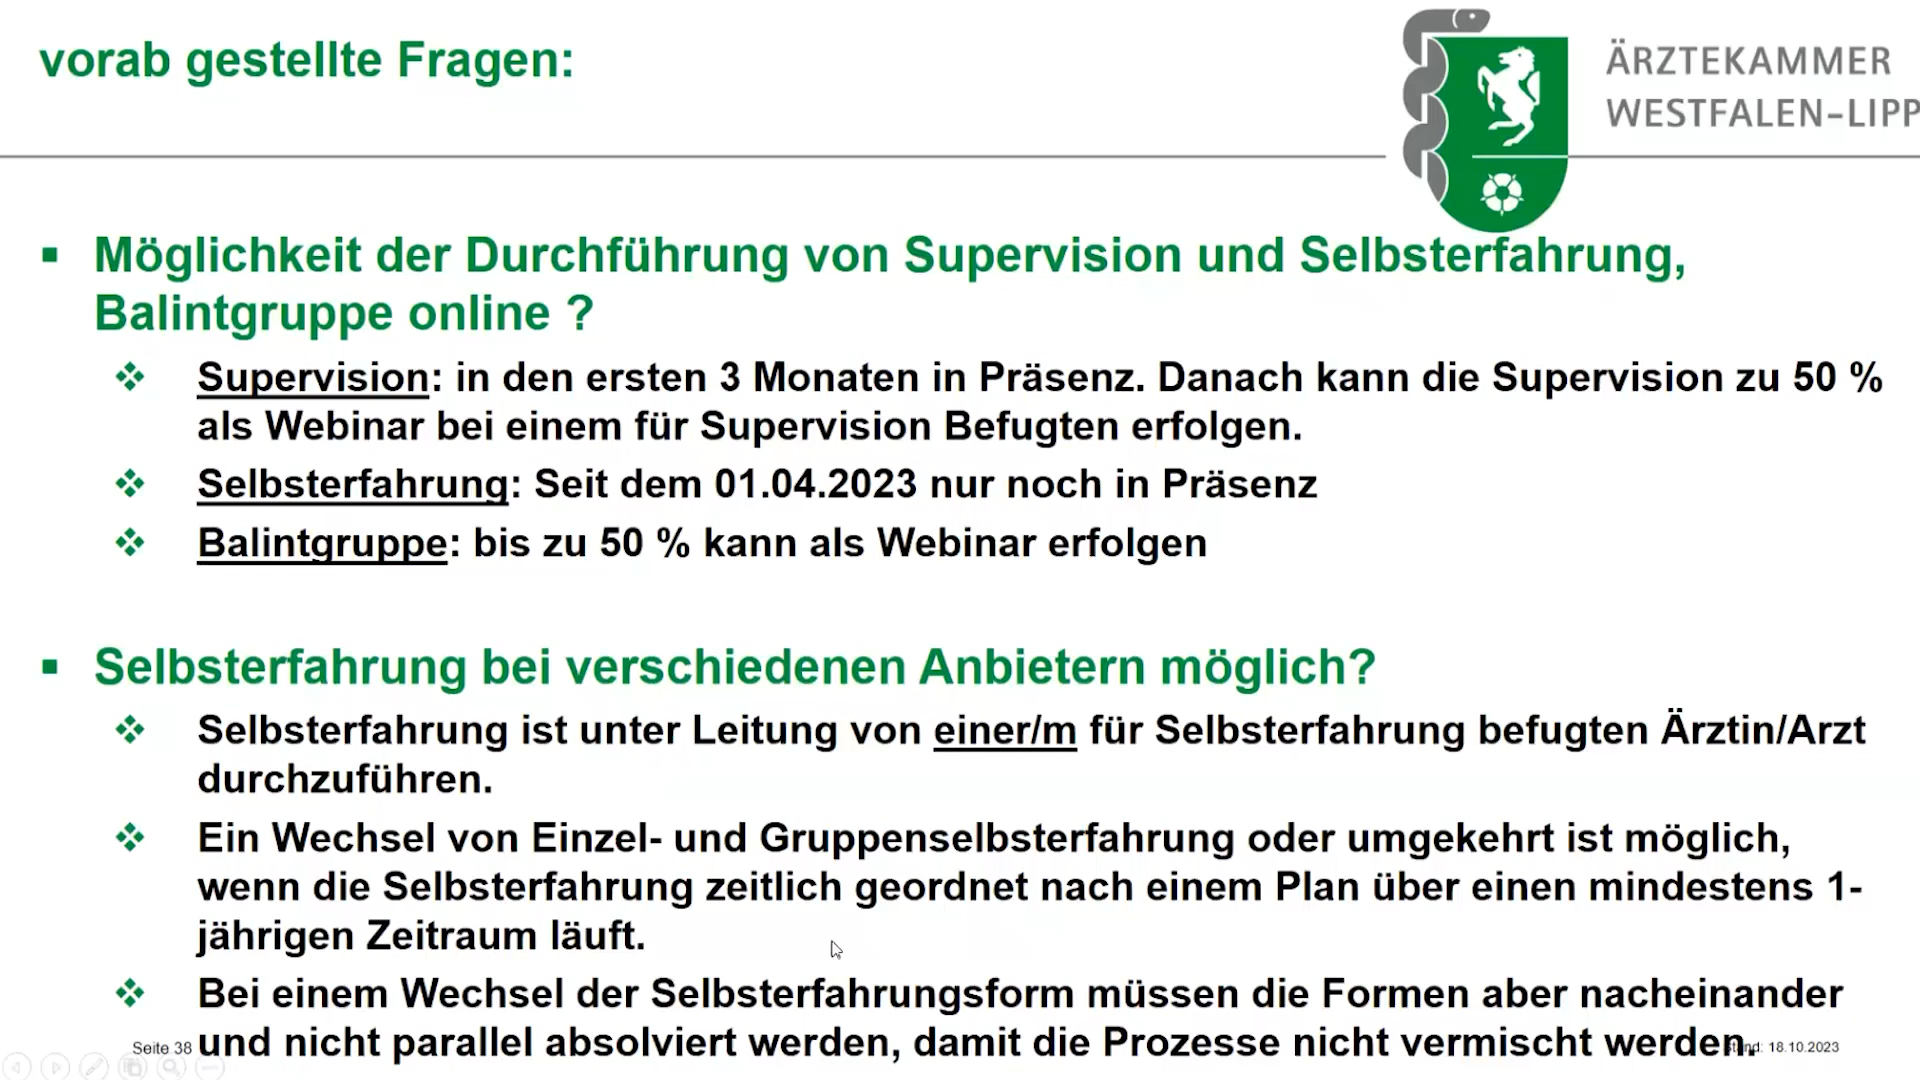 vorab gestellte Fragen:
ÄRZTEKAMMER
WESTFALEN-LIPP
▪ Möglichkeit der Durchführung von Supervision und Selbsterfahrung,
Balintgruppe online ?
❖ Supervision: in den ersten 3 Monaten in Präsenz. Danach kann die Supervision zu 50 %
als Webinar bei einem für Supervision Befugten erfolgen.
❖ Selbsterfahrung: Seit dem 01.04.2023 nur noch in Präsenz
❖ Balintgruppe: bis zu 50 % kann als Webinar erfolgen
▪ Selbsterfahrung bei verschiedenen Anbietern möglich?
❖ Selbsterfahrung ist unter Leitung von einer/m für Selbsterfahrung befugten Ärztin/Arzt
durchzuführen.
❖ Ein Wechsel von Einzel- und Gruppenselbsterfahrung oder umgekehrt ist möglich,
wenn die Selbsterfahrung zeitlich geordnet nach einem Plan über einen mindestens 1-
jährigen Zeitraum läuft.
❖ Bei einem Wechsel der Selbsterfahrungsform müssen die Formen aber nacheinander
und nicht parallel absolviert werden, damit die Prozesse nicht vermischt werden.
Seite 38
Stand: 18.10.2023